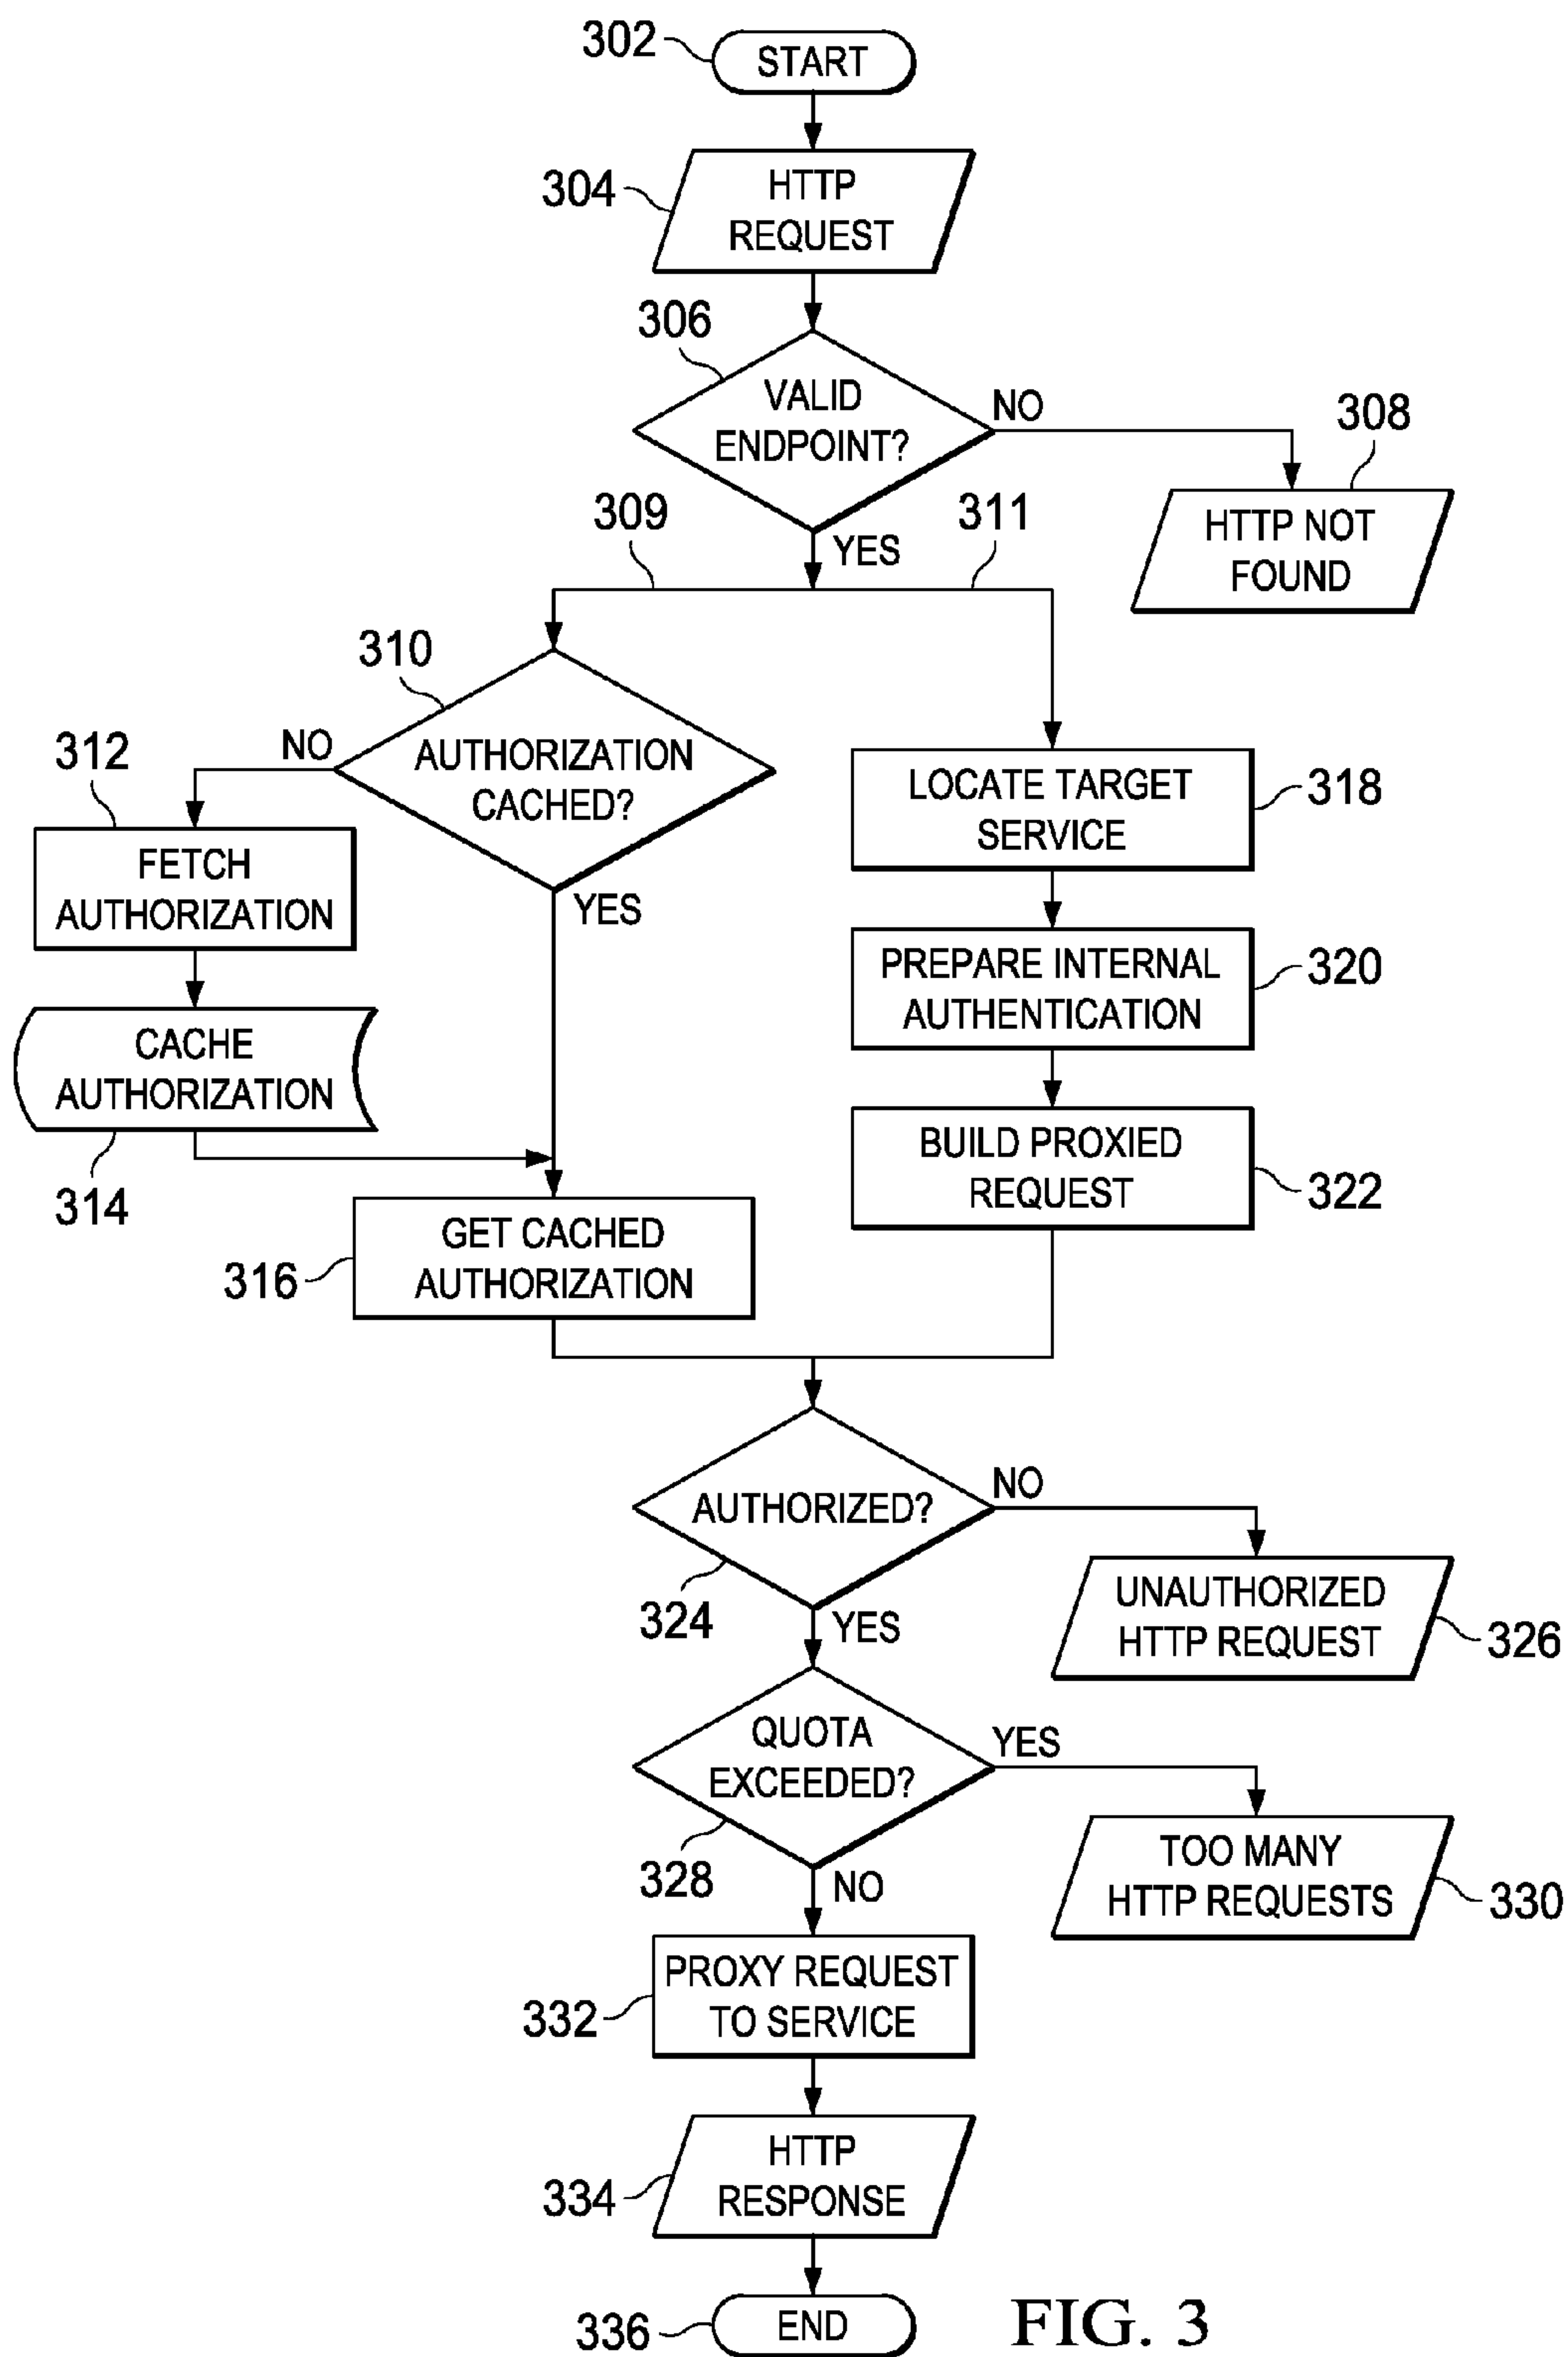 302
START
304
HTTP
REQUEST
306
VALID
ENDPOINT?
NO
308
HTTP NOT
FOUND
309
YES
311
310
NO
AUTHORIZATION
CACHED?
YES
312
FETCH
AUTHORIZATION
CACHE
AUTHORIZATION
314
GET CACHED
AUTHORIZATION
316
LOCATE TARGET
SERVICE
318
PREPARE INTERNAL
AUTHENTICATION
320
BUILD PROXIED
REQUEST
322
AUTHORIZED?
NO
324
YES
UNAUTHORIZED
HTTP REQUEST
326
QUOTA
EXCEEDED?
YES
328
NO
TOO MANY
HTTP REQUESTS
330
PROXY REQUEST
TO SERVICE
332
HTTP
RESPONSE
334
336
END
FIG. 3